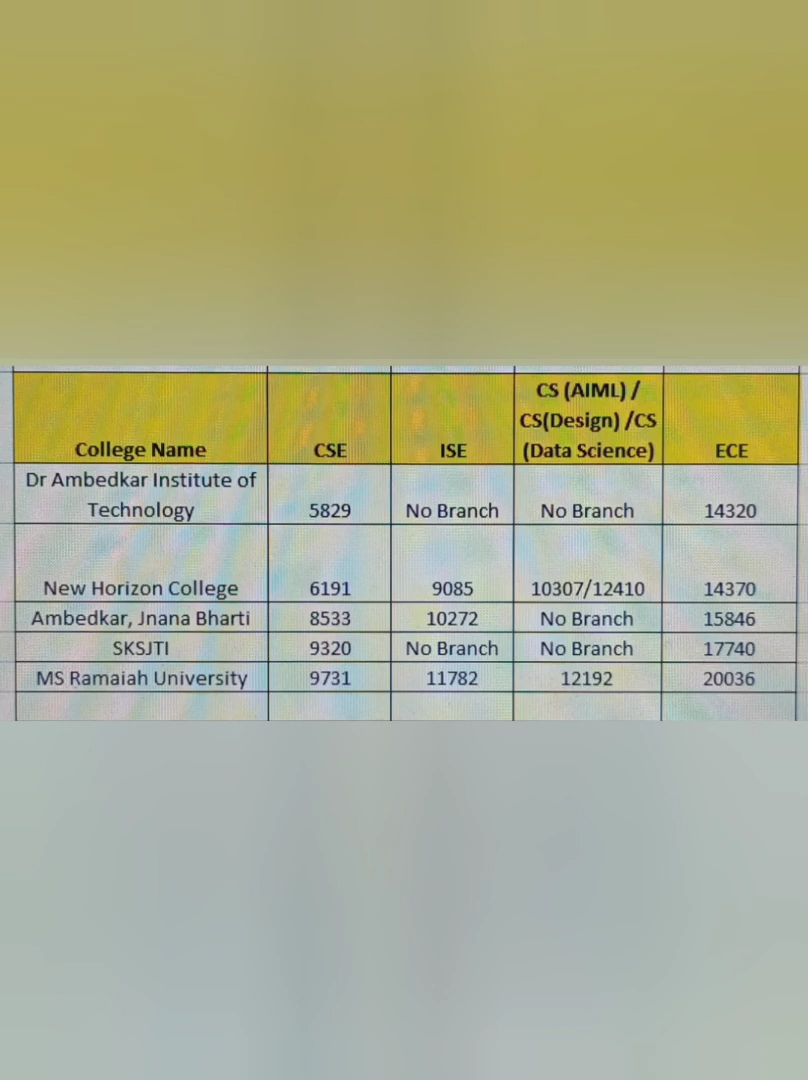 College Name CSE ISE CS (AIML) / CS(Design) /CS (Data Science) ECE
Dr Ambedkar Institute of Technology 5829 No Branch No Branch 14320
New Horizon College 6191 9085 10307/12410 14370
Ambedkar, Jnana Bharti 8533 10272 No Branch 15846
SKSJTI 9320 No Branch No Branch 17740
MS Ramaiah University 9731 11782 12192 20036